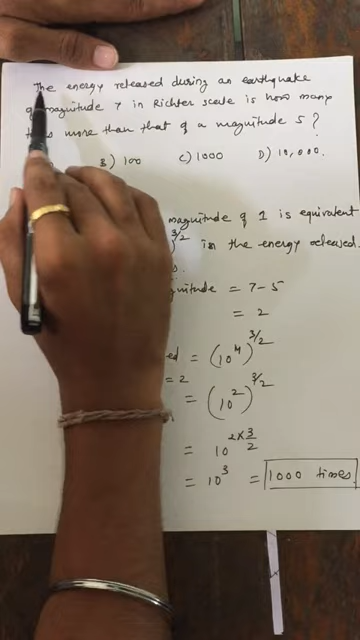 The energy released during an earthquake
magnitude 7 in Richter scale is how many
more than that of a magnitude 5?
B) 100 C) 1000 D) 10,000.
magnitude of 1 is equivalent
)^3/2 in the energy released.
= 7-5
= 2
= (10^M)^3/2
= 2 = (10^2)^3/2
= 10^2×3/2
= 10^3 = 1000 times